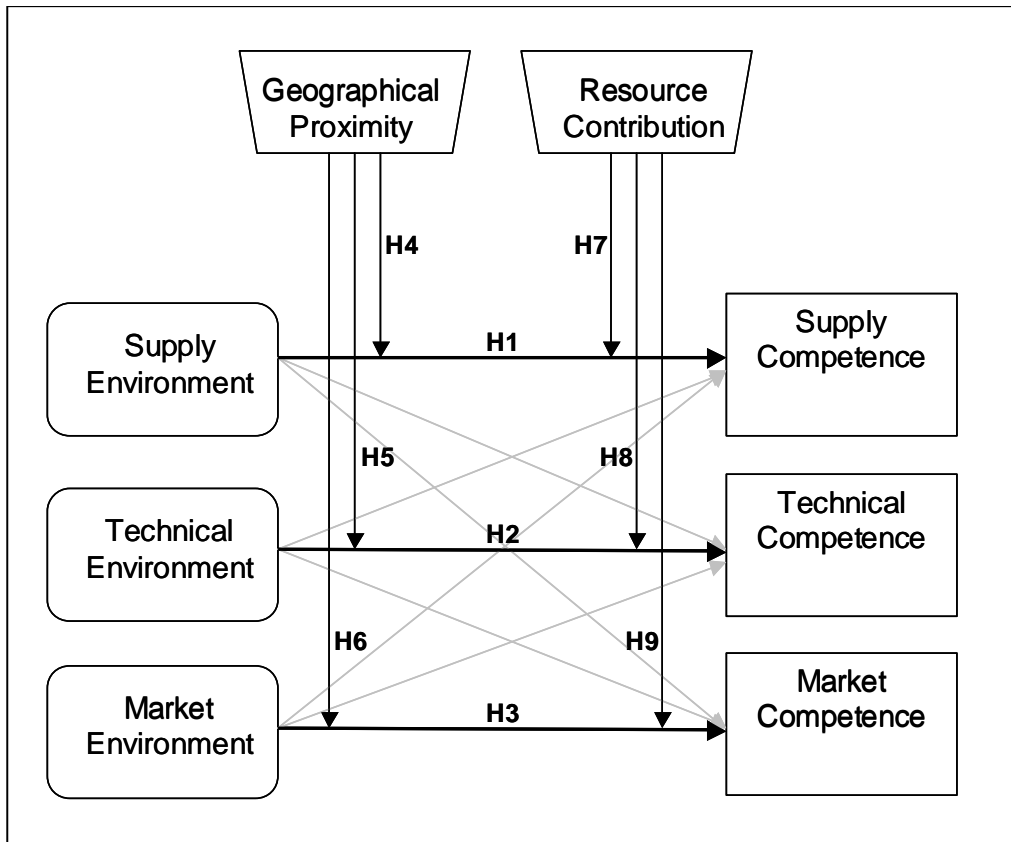 Geographical
Proximity
Resource
Contribution
H4
H7
Supply
Environment
H1
Supply
Competence
H5
H8
Technical
Environment
H2
Technical
Competence
H6
H9
Market
Environment
H3
Market
Competence